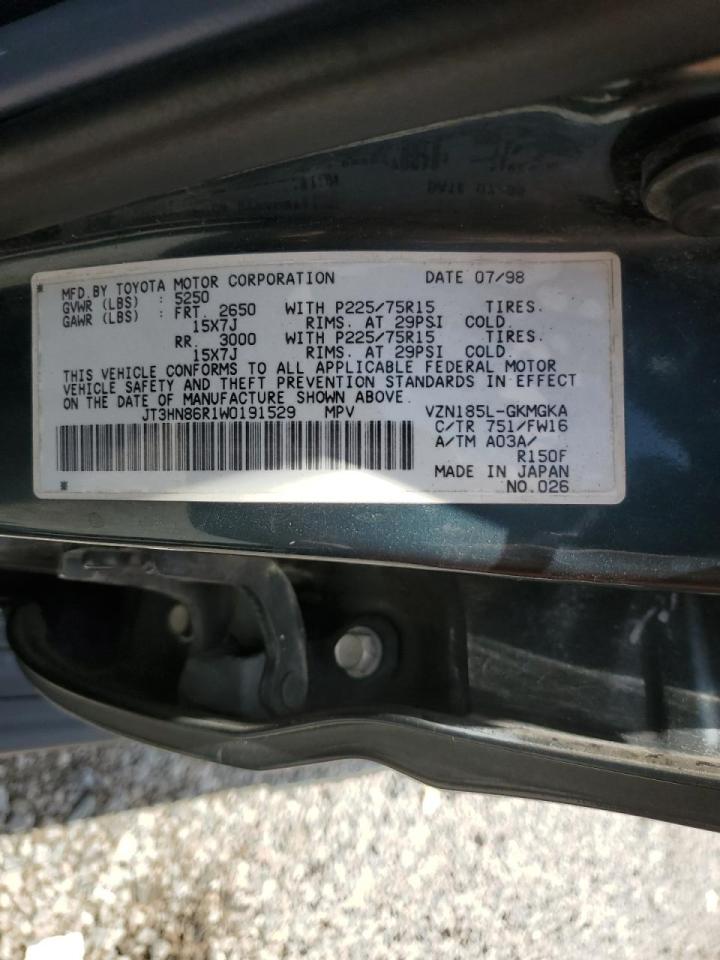 MFD. BY TOYOTA MOTOR CORPORATION DATE 07/98
GVWR (LBS) : 5250
GAWR (LBS) : FRT. 2650 WITH P225/75R15 TIRES.
15X7J RIMS. AT 29PSI COLD.
RR. 3000 WITH P225/75R15 TIRES.
15X7J RIMS. AT 29PSI COLD.
THIS VEHICLE CONFORMS TO ALL APPLICABLE FEDERAL MOTOR
VEHICLE SAFETY AND THEFT PREVENTION STANDARDS IN EFFECT
ON THE DATE OF MANUFACTURE SHOWN ABOVE.
JT3HN86R1W0191529 MPV VZN185L-GKMGKA
C/TR 751/FW16
A/TM A03A/
R150F
MADE IN JAPAN
NO.026